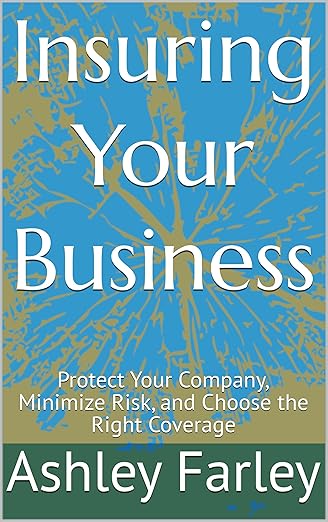 Insuring
Your
Business
Protect Your Company,
Minimize Risk, and Choose the
Right Coverage
Ashley Farley